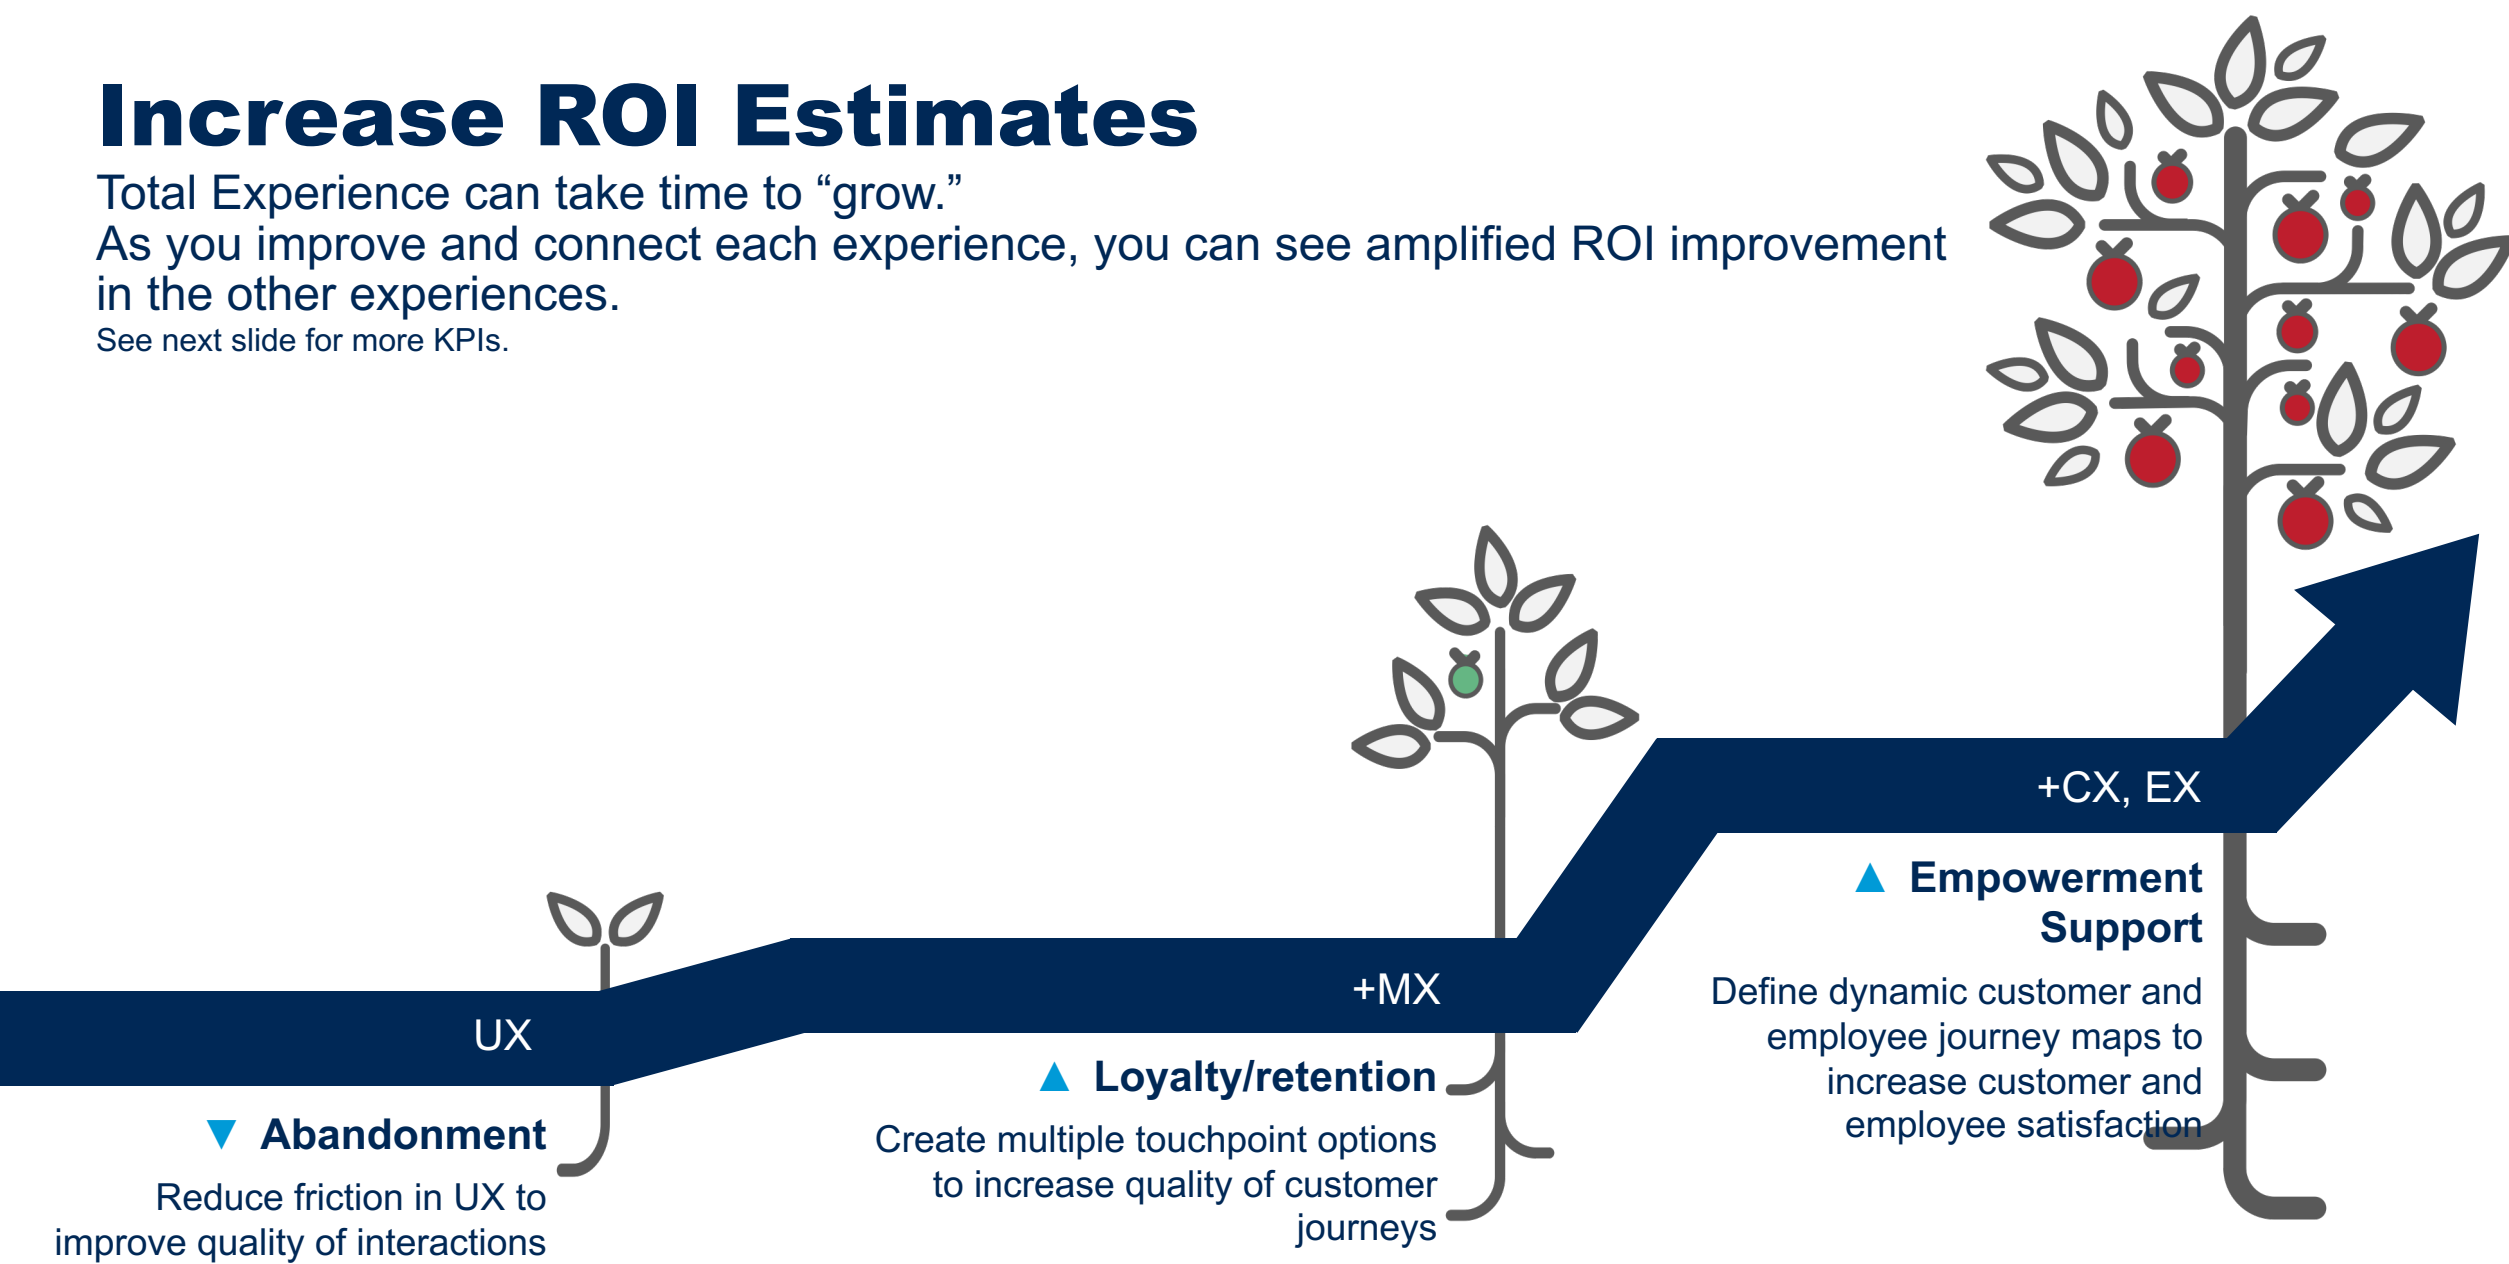 Increase ROI Estimates
Total Experience can take time to “grow.”
As you improve and connect each experience, you can see amplified ROI improvement
in the other experiences.
See next slide for more KPIs.
UX
▼ Abandonment
Reduce friction in UX to
improve quality of interactions
+MX
▲ Loyalty/retention
Create multiple touchpoint options
to increase quality of customer
journeys
+CX, EX
▲ Empowerment
Support
Define dynamic customer and
employee journey maps to
increase customer and
employee satisfaction